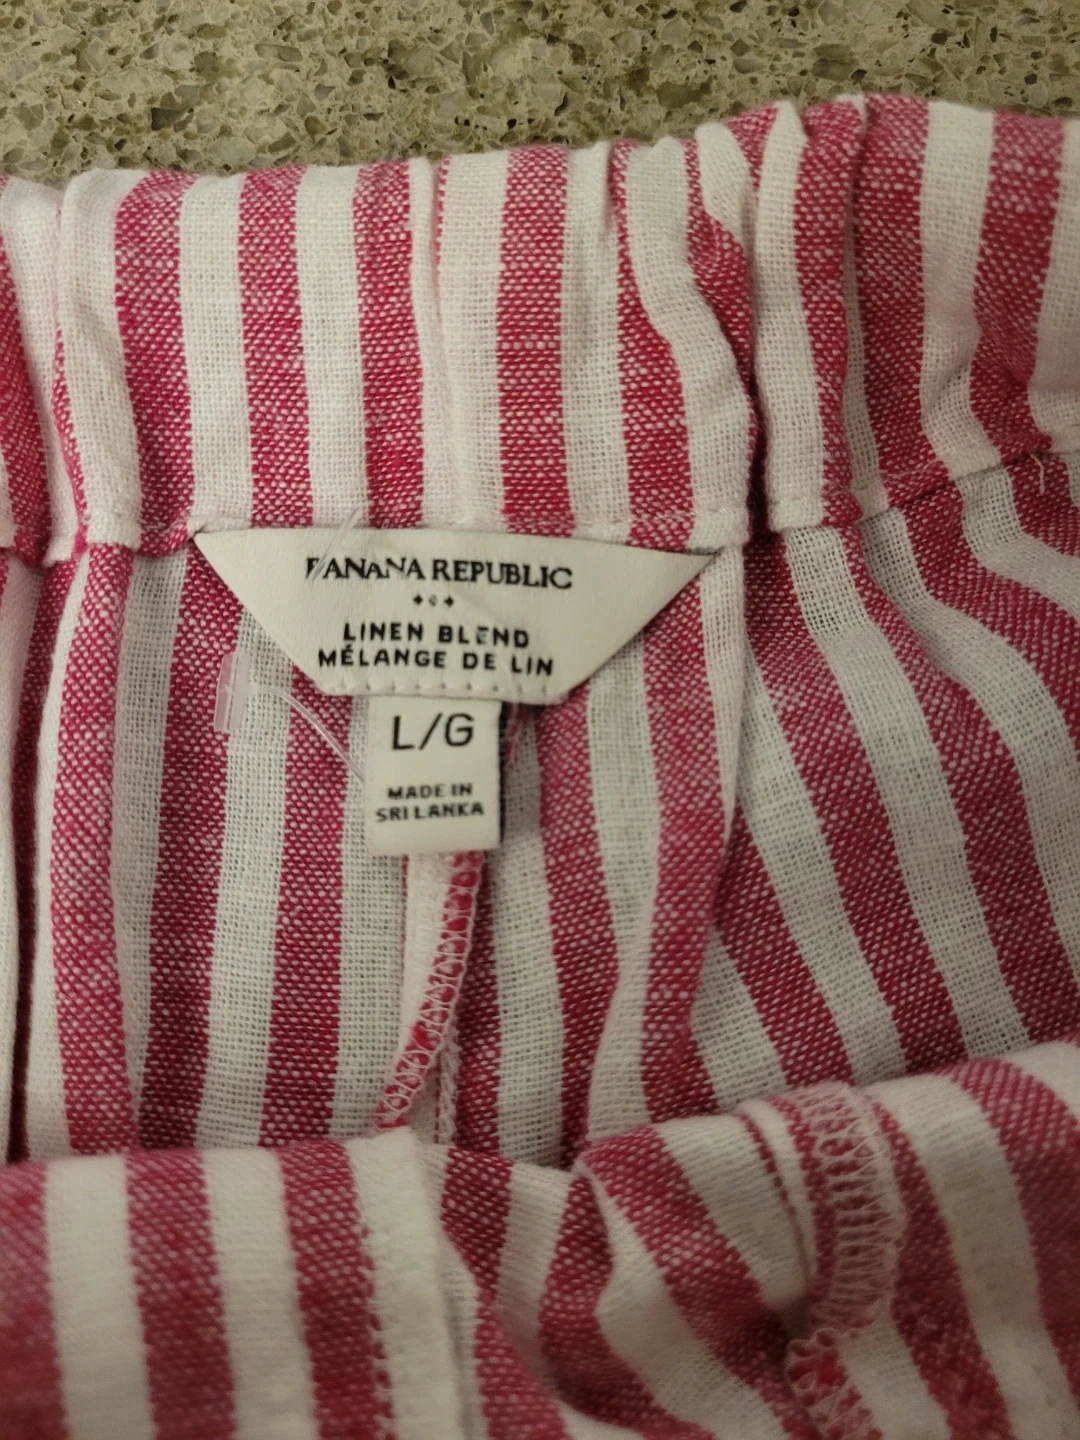 BANANA REPUBLIC
LINEN BLEND
MÉLANGE DE LIN
L/G
MADE IN
SRI LANKA